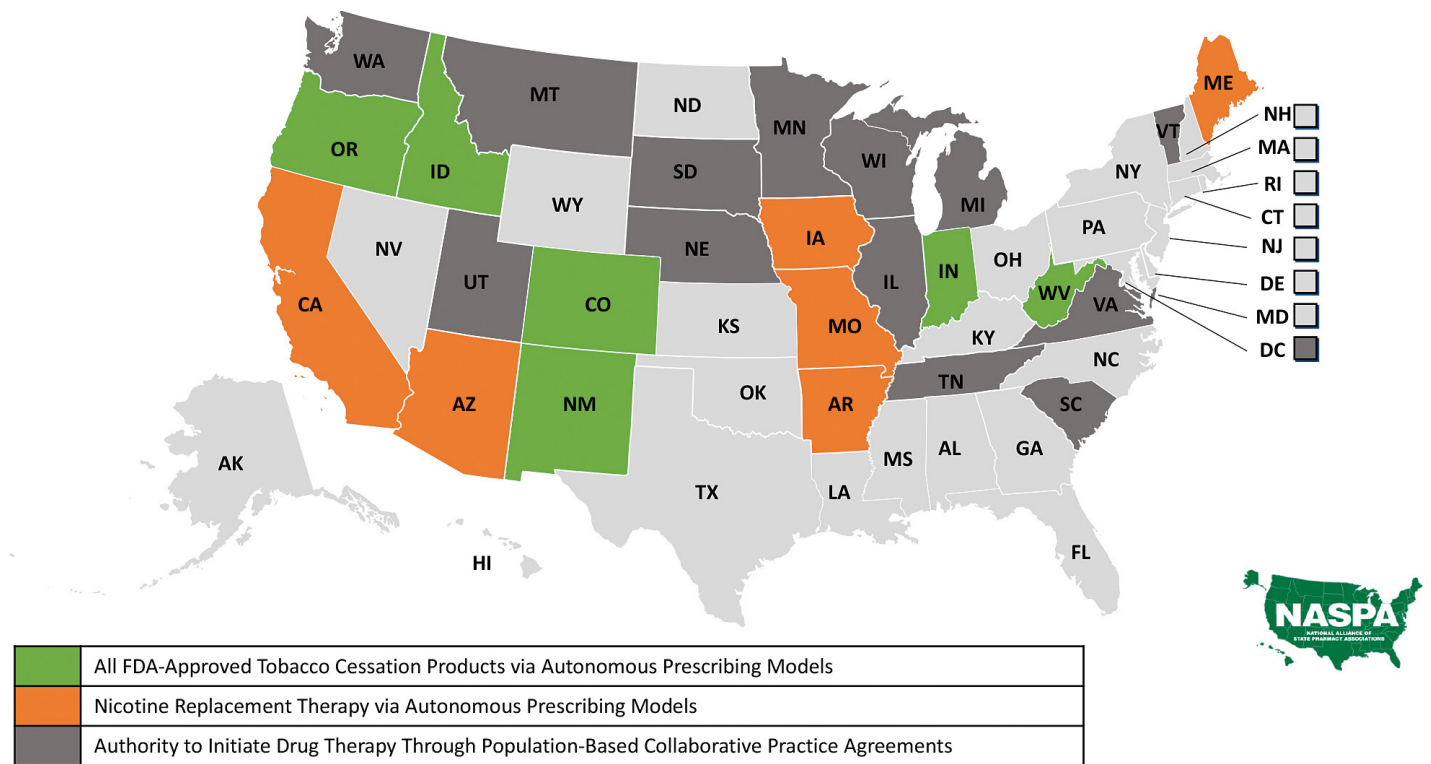 WA
MT
ND
MN
ME
OR
ID
SD
WI
VT
NH
MA
NY
RI
WY
MI
CT
PA
NV
NE
IA
NJ
OH
IN
UT
IL
DE
CA
CO
WV
VA
MD
KS
MO
KY
DC
NC
TN
AZ
NM
OK
AR
SC
AK
MS
AL
GA
TX
LA
HI
FL
NASPA
NATIONAL ALLIANCE OF
STATE PHARMACY ASSOCIATIONS
All FDA-Approved Tobacco Cessation Products via Autonomous Prescribing Models
Nicotine Replacement Therapy via Autonomous Prescribing Models
Authority to Initiate Drug Therapy Through Population-Based Collaborative Practice Agreements